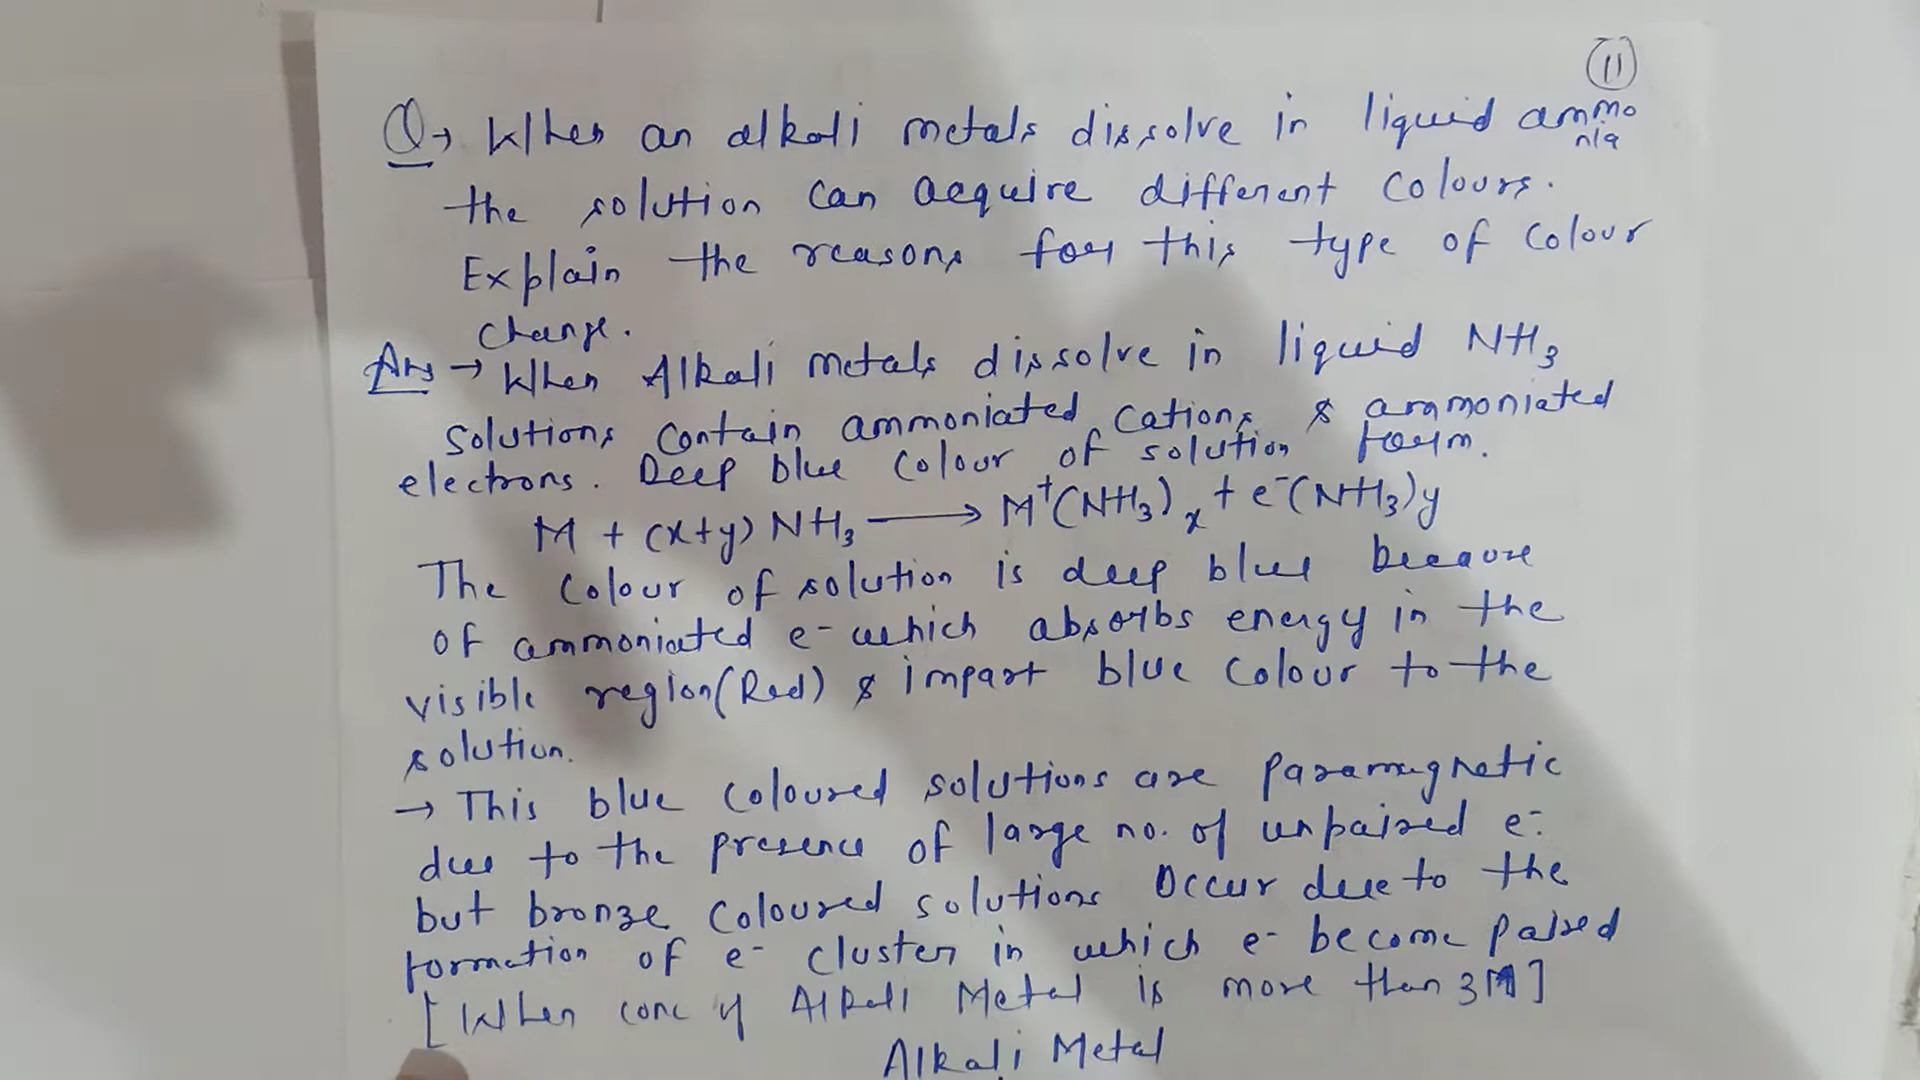 11
Q→ When an alkali metals dissolve in liquid ammonia
the solution can acquire different colours.
Explain the reasons for this type of colour
change.
Ans → When Alkali metals dissolve in liquid NH3
solutions contain ammoniated cations & ammoniated
electrons. Deep blue colour of solution form.
M + (x+y) NH3 ⟶ M+(NH3)x + e-(NH3)y
The colour of solution is deep blue because
of ammoniated e- which absorbs energy in the
visible region(Red) & impart blue colour to the
solution.
→ This blue coloured solutions are paramagnetic
due to the presence of large no. of unpaired e-
but bronze coloured solutions occur due to the
formation of e- cluster in which e- become paired
[When conc of Alkali Metal is more than 3M]
Alkali Metal